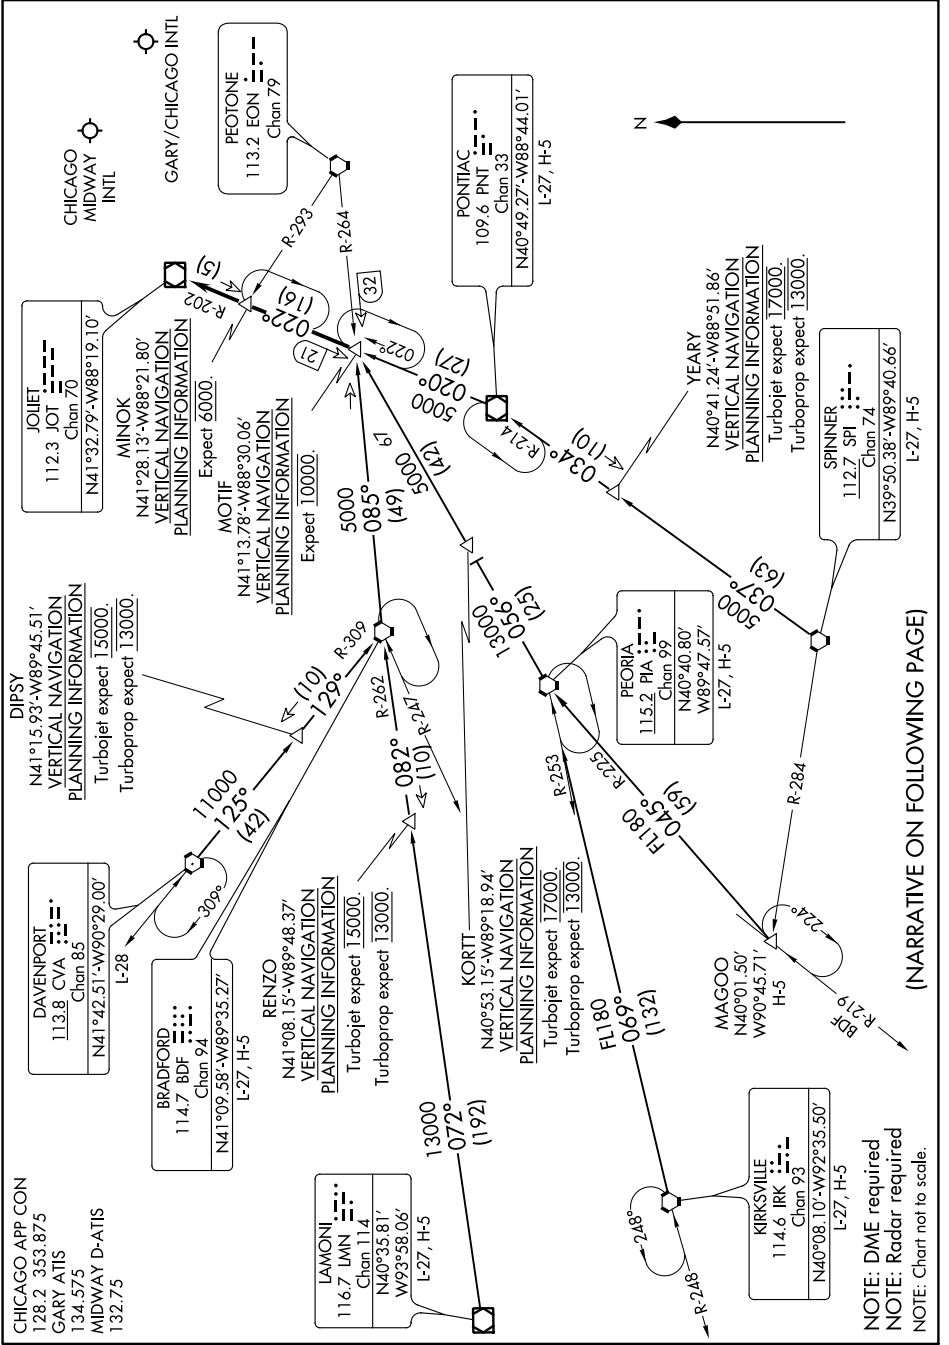 CHICAGO APP CON
128.2 353.875
GARY ATIS
134.575
MIDWAY D-ATIS
132.75
DAVENPORT
113.8 CVA
Chan 85
N41°42.51'-W90°29.00'
L-28
309°
11000
125°
(42)
DIPSY
N41°15.93'-W89°45.51'
VERTICAL NAVIGATION
PLANNING INFORMATION
Turbojet expect 15000.
Turboprop expect 13000.
(10)
129°
R-309
BRADFORD
114.7 BDF
Chan 94
N41°09.58'-W89°35.27'
L-27, H-5
JOLIET
112.3 JOT
Chan 70
N41°32.79'-W88°19.10'
MINOK
N41°28.13'-W88°21.80'
VERTICAL NAVIGATION
PLANNING INFORMATION
Expect 6000.
MOTIF
N41°13.78'-W88°30.06'
VERTICAL NAVIGATION
PLANNING INFORMATION
Expect 10000.
CHICAGO
MIDWAY
INTL
GARY/CHICAGO INTL
PEOTONE
113.2 EON
Chan 79
R-293
R-264
R-202
(5)
(16)
022°
21
32
022°
5000
085°
(49)
67
5000
(42)
5000
020°
(27)
PONTIAC
109.6 PNT
Chan 33
N40°49.27'-W88°44.01'
L-27, H-5
N
R-214
034°
(10)
YEARY
N40°41.24'-W88°51.86'
VERTICAL NAVIGATION
PLANNING INFORMATION
Turbojet expect 17000.
Turboprop expect 13000.
5000
037°
(63)
SPINNER
112.7 SPI
Chan 74
N39°50.38'-W89°40.66'
L-27, H-5
R-284
LAMONI
116.7 LMN
Chan 114
N40°35.81'
W93°58.06'
L-27, H-5
13000
072°
(192)
RENZO
N41°08.15'-W89°48.37'
VERTICAL NAVIGATION
PLANNING INFORMATION
Turbojet expect 15000.
Turboprop expect 13000.
082°
(10)
R-262
R-247
KORTT
N40°53.15'-W89°18.94'
VERTICAL NAVIGATION
PLANNING INFORMATION
Turbojet expect 17000.
Turboprop expect 13000.
13000
056°
(25)
PEORIA
115.2 PIA
Chan 99
N40°40.80'
W89°47.57'
L-27, H-5
R-253
R-225
FL180
069°
(132)
FL180
045°
(59)
MAGOO
N40°01.50'
W90°45.71'
H-5
224°
BDF
R-219
KIRKSVILLE
114.6 IRK
Chan 93
N40°08.10'-W92°35.50'
L-27, H-5
248°
R-248
NOTE: DME required
NOTE: Radar required
NOTE: Chart not to scale.
(NARRATIVE ON FOLLOWING PAGE)